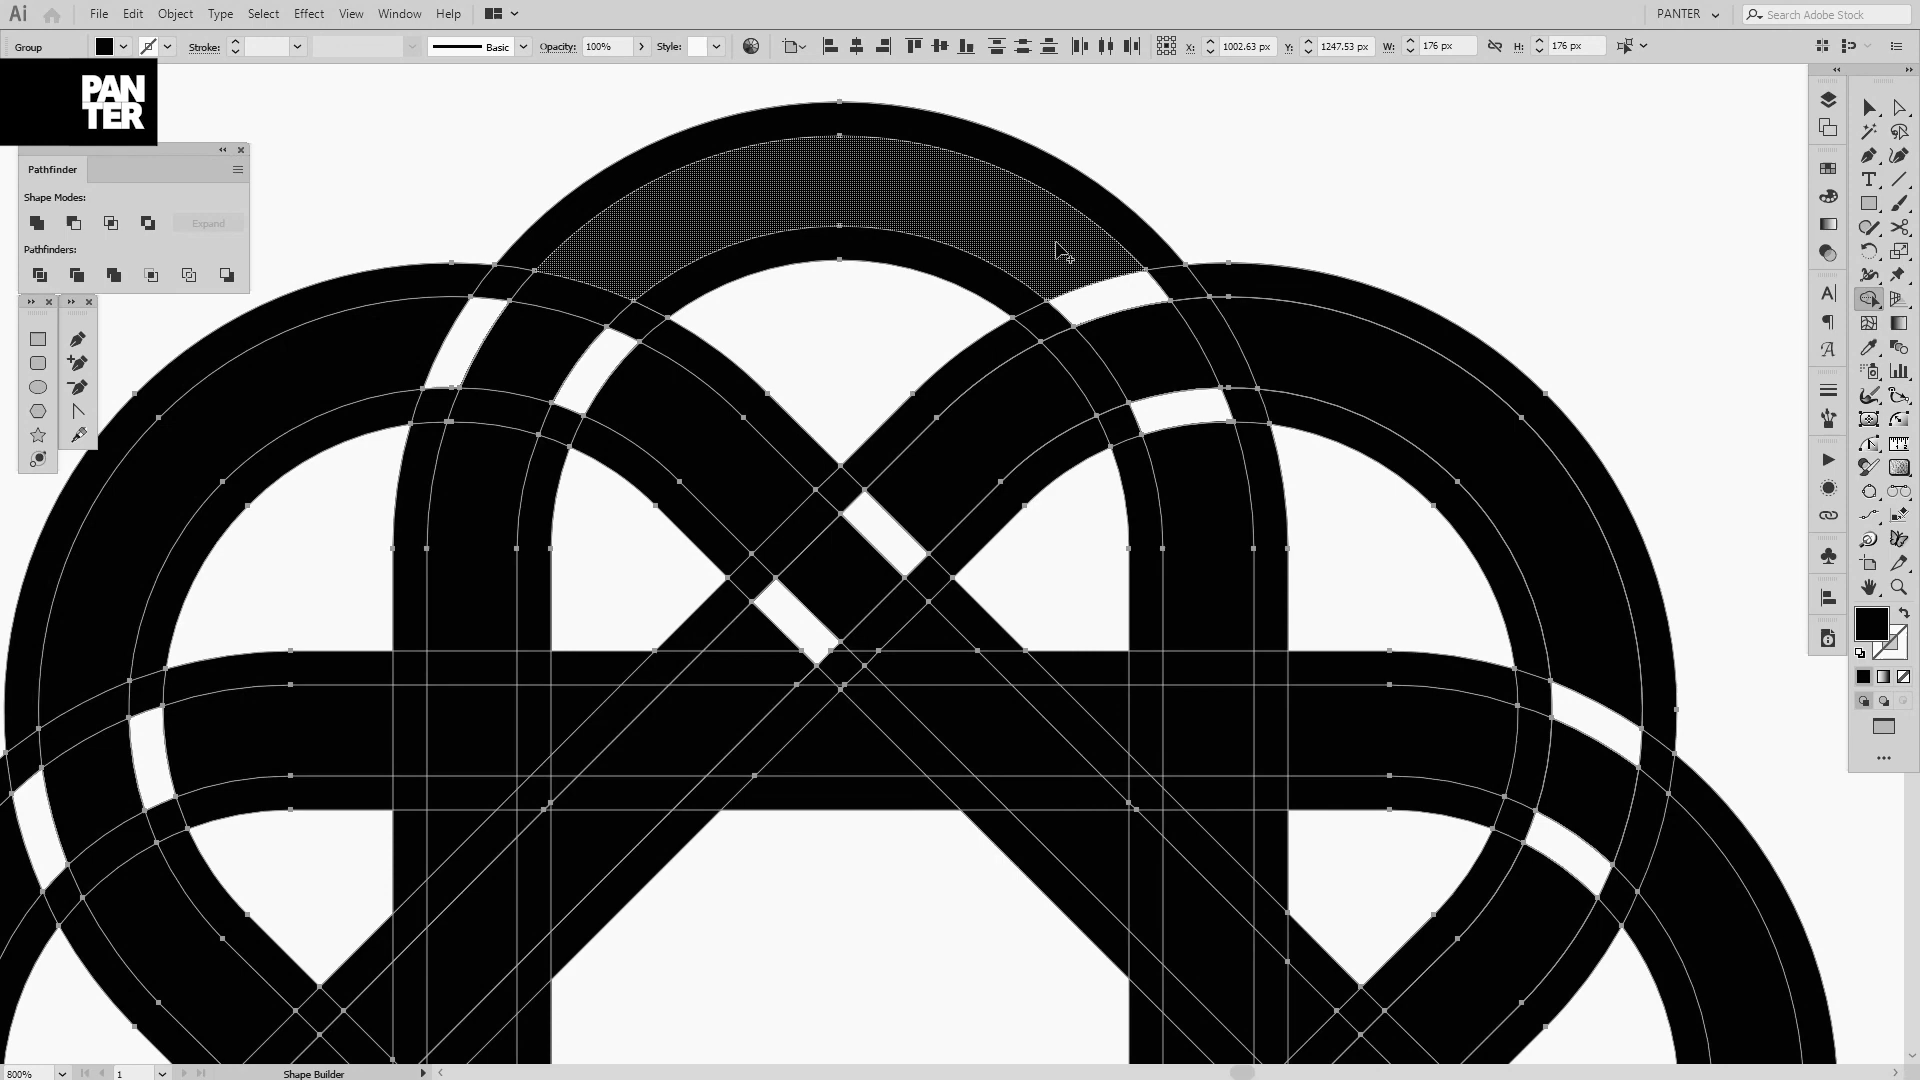 Ai File Edit Object Type Select Effect View Window Help PANTER Search Adobe Stock
Group Stroke: Basic Opacity: 100% Style: X: 1002.63 px Y: 1247.53 px W: 176 px H: 176 px
PAN
TER
Pathfinder
Shape Modes:
Expand
Pathfinders:
800% 1 Shape Builder